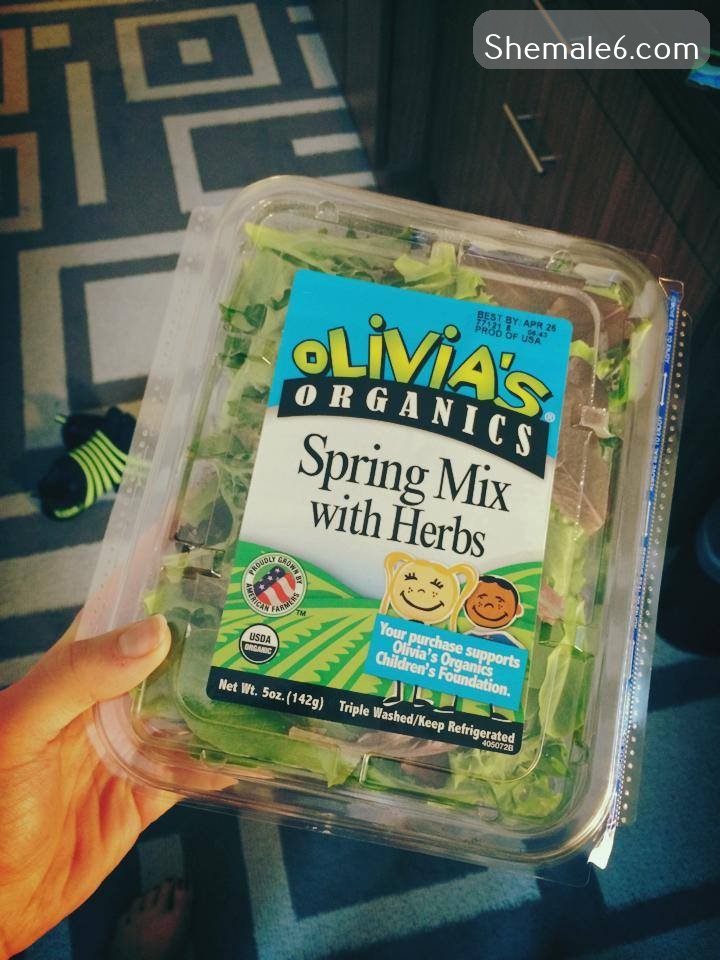 Shemale6.com
BEST BY: APR 26
PROD OF USA
OLiViA'S®
ORGANICS
Spring Mix
with Herbs
PROUDLY GROWN BY
AMERICAN FARMERS
TM
USDA
ORGANIC
Your purchase supports
Olivia's Organics
Children's Foundation.
Net Wt. 5oz. (142g) Triple Washed/Keep Refrigerated
405072B